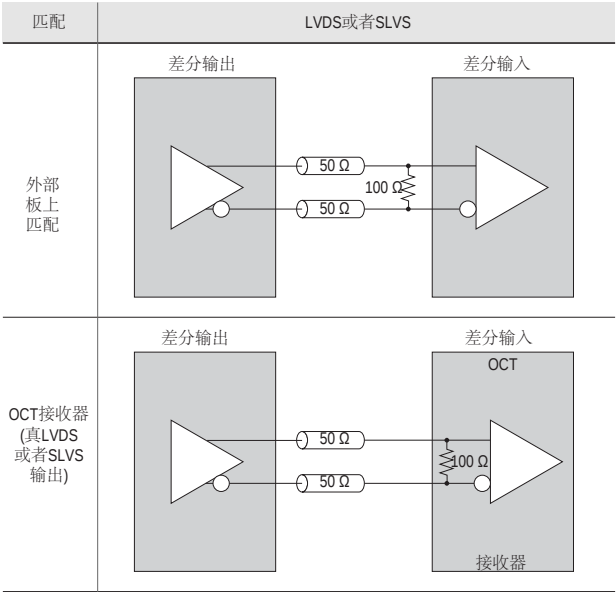 匹配
LVDS或者SLVS
外部
板上
匹配
差分输出
差分输入
50 Ω
100 Ω
50 Ω
OCT接收器
(真LVDS
或者SLVS
输出)
差分输出
差分输入
OCT
50 Ω
100 Ω
50 Ω
接收器